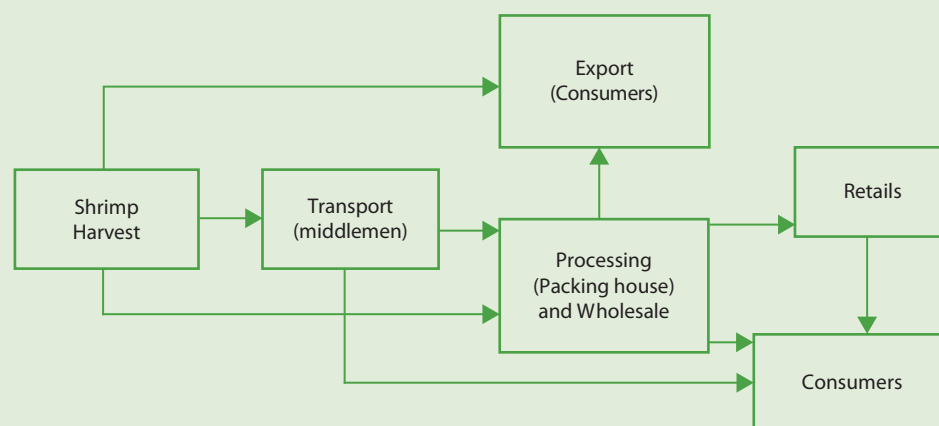 Export
(Consumers)
Shrimp
Harvest
Transport
(middlemen)
Retails
Processing
(Packing house)
and Wholesale
Consumers